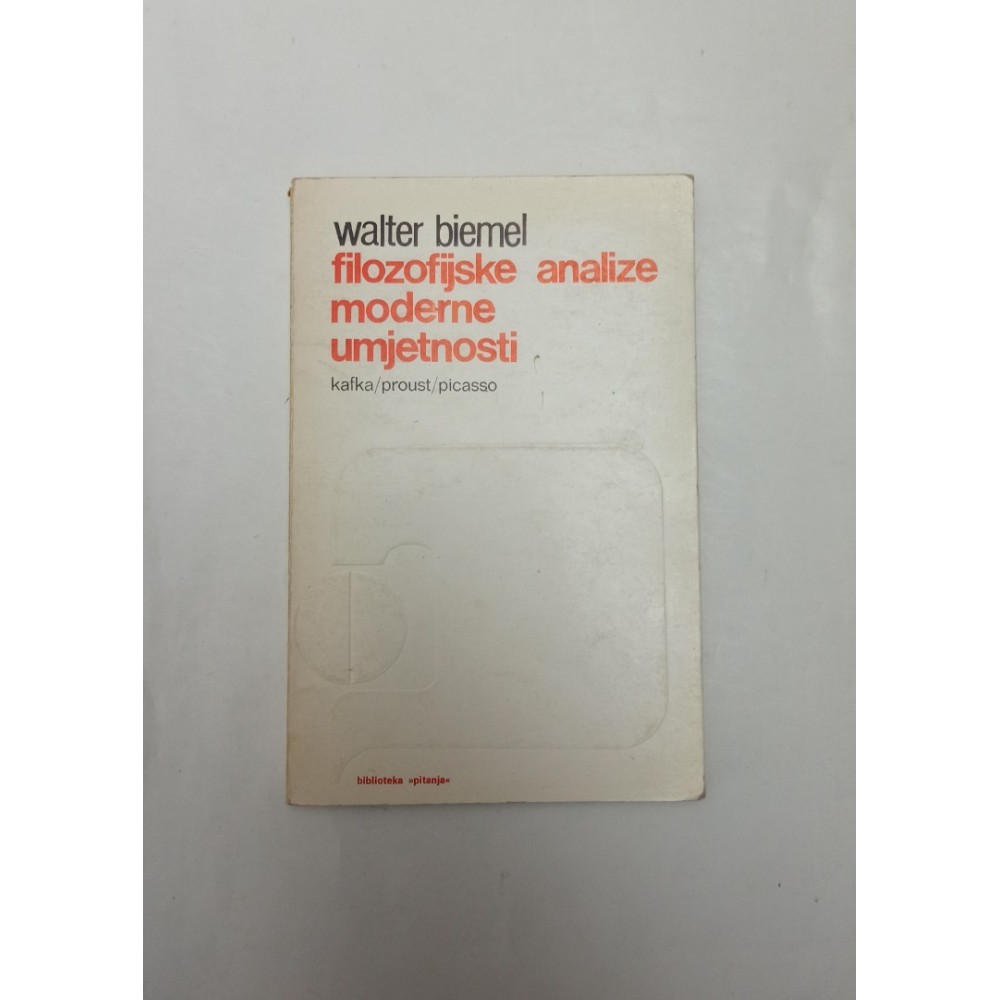 walter biemel
filozofijske analize
moderne
umjetnosti
kafka/proust/picasso
biblioteka »pitanja«